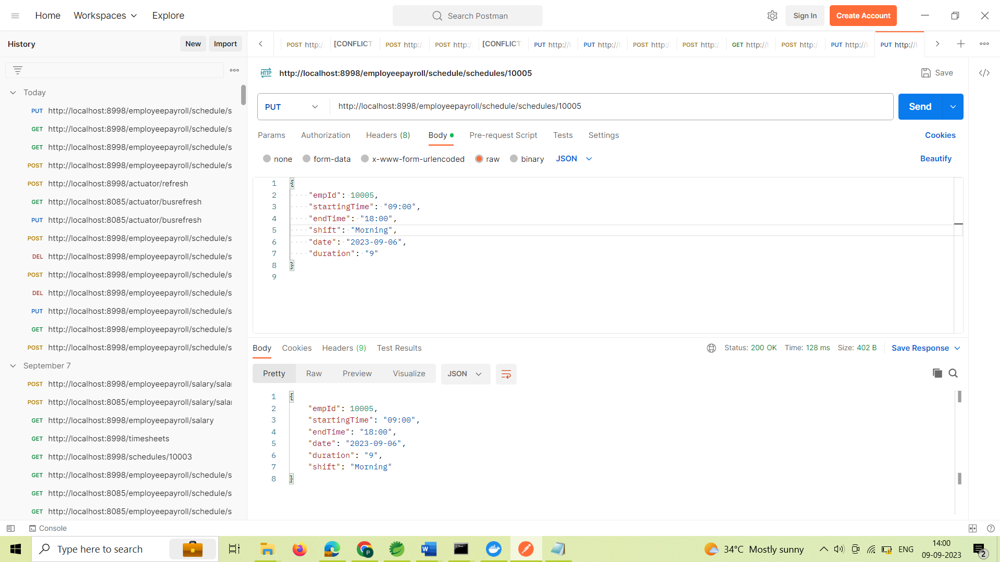 Home
Workspaces
Explore
Search Postman
Sign In
Create Account
History
New
Import
POST http:/
[CONFLICT
POST http:/
POST http:/
[CONFLICT
PUT http://
PUT http://
POST http:/
POST http:/
GET http://
POST http:/
PUT http://
PUT http://
HTTP
http://localhost:8998/employeepayroll/schedule/schedules/10005
Save
</>
PUT
http://localhost:8998/employeepayroll/schedule/schedules/10005
Send
Params
Authorization
Headers (8)
Body
Pre-request Script
Tests
Settings
Cookies
none
form-data
x-www-form-urlencoded
raw
binary
JSON
Beautify
1 {
2 "empId": 10005,
3 "startingTime": "09:00",
4 "endTime": "18:00",
5 "shift": "Morning",
6 "date": "2023-09-06",
7 "duration": "9"
8 }
9
Today
PUT http://localhost:8998/employeepayroll/schedule/s
GET http://localhost:8998/employeepayroll/schedule/s
GET http://localhost:8998/employeepayroll/schedule/s
POST http://localhost:8998/employeepayroll/schedule/s
POST http://localhost:8998/actuator/refresh
GET http://localhost:8085/actuator/busrefresh
PUT http://localhost:8085/actuator/busrefresh
POST http://localhost:8998/employeepayroll/schedule/s
DEL http://localhost:8998/employeepayroll/schedule/s
POST http://localhost:8998/employeepayroll/schedule/s
DEL http://localhost:8998/employeepayroll/schedule/s
PUT http://localhost:8998/employeepayroll/schedule/s
GET http://localhost:8998/employeepayroll/schedule/s
POST http://localhost:8998/employeepayroll/schedule/s
September 7
POST http://localhost:8998/employeepayroll/salary/salar
POST http://localhost:8085/employeepayroll/salary/salar
GET http://localhost:8998/employeepayroll/salary
GET http://localhost:8998/timesheets
GET http://localhost:8998/schedules/10003
GET http://localhost:8998/employeepayroll/schedule/s
GET http://localhost:8085/employeepayroll/schedule/s
GET http://localhost:8085/employeepayroll/schedule/s
Body
Cookies
Headers (9)
Test Results
Status: 200 OK
Time: 128 ms
Size: 402 B
Save Response
Pretty
Raw
Preview
Visualize
JSON
1 {
2 "empId": 10005,
3 "startingTime": "09:00",
4 "endTime": "18:00",
5 "date": "2023-09-06",
6 "duration": "9",
7 "shift": "Morning"
8 }
Console
Type here to search
34°C Mostly sunny
ENG
14:00
09-09-2023
2